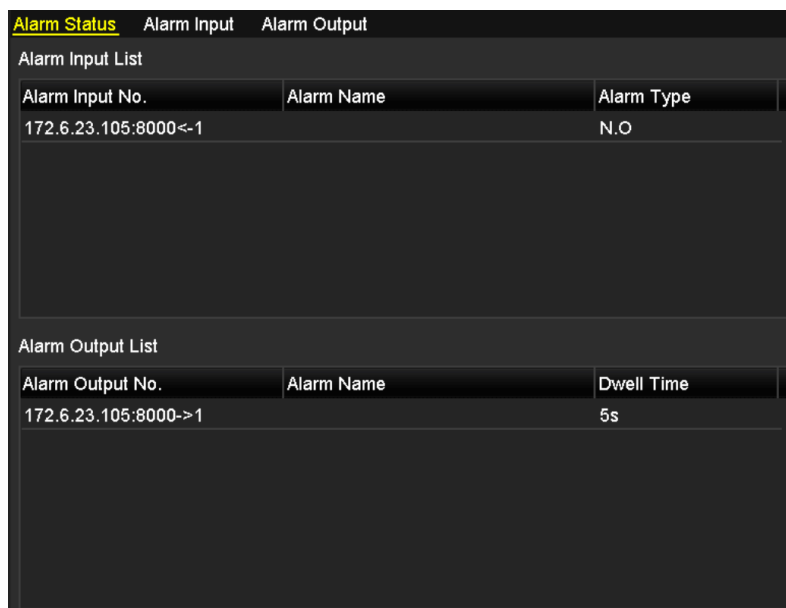 Alarm Status Alarm Input Alarm Output
Alarm Input List
Alarm Input No. Alarm Name Alarm Type
172.6.23.105:8000<-1 N.O
Alarm Output List
Alarm Output No. Alarm Name Dwell Time
172.6.23.105:8000->1 5s